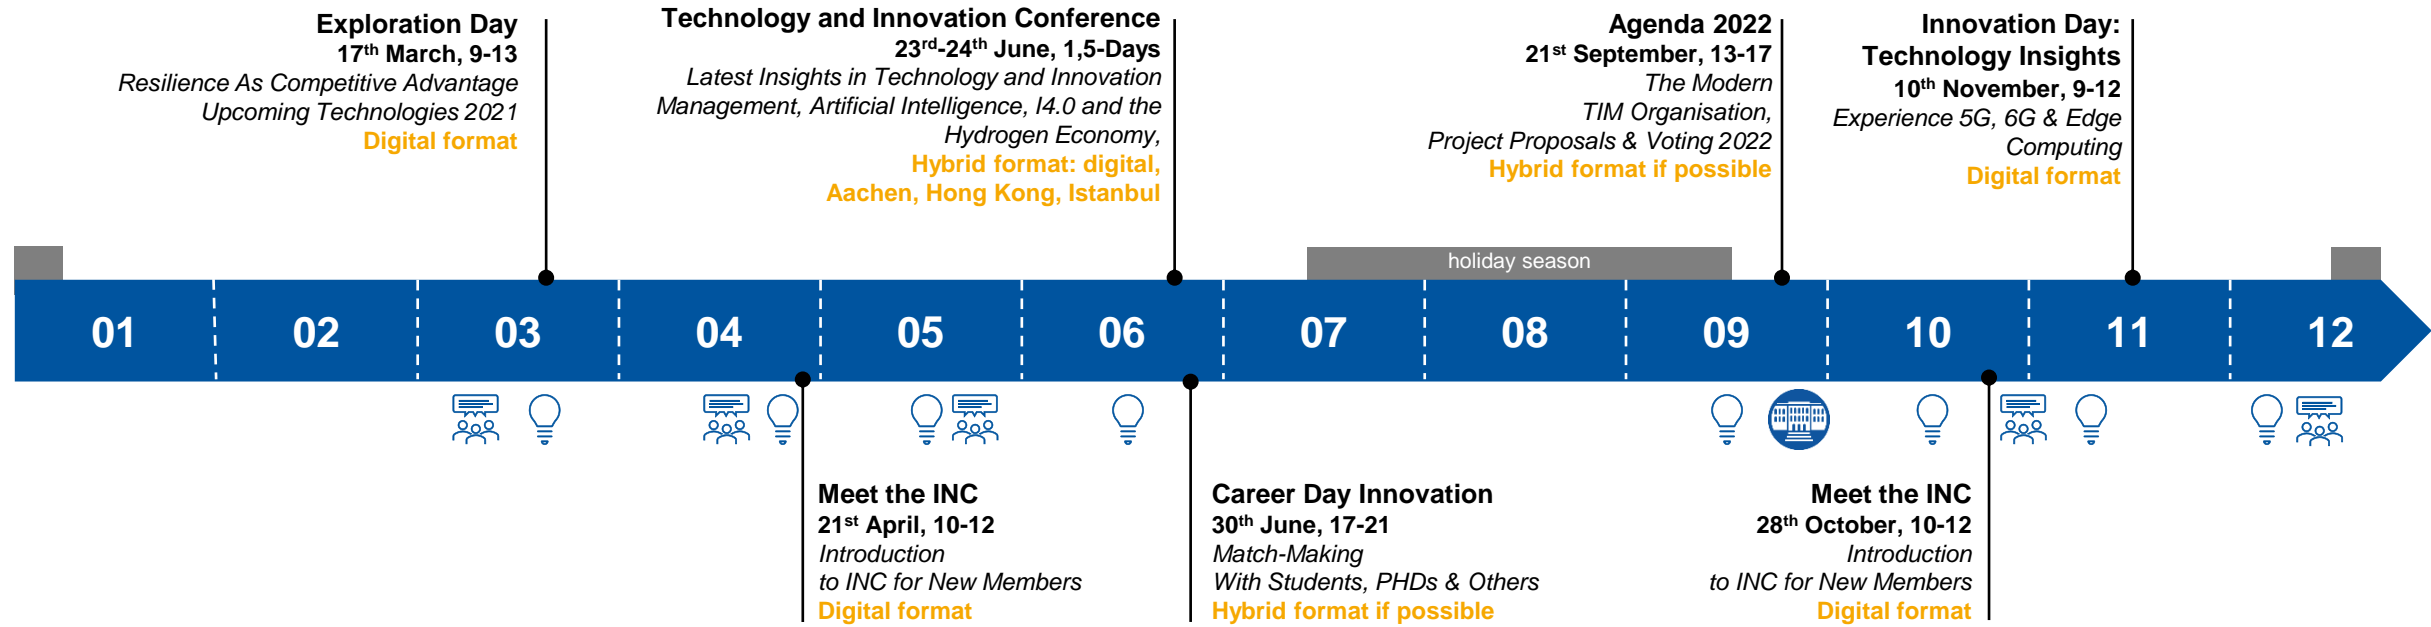 Exploration Day
17th March, 9-13
Resilience As Competitive Advantage
Upcoming Technologies 2021
Digital format
Technology and Innovation Conference
23rd-24th June, 1,5-Days
Latest Insights in Technology and Innovation
Management, Artificial Intelligence, I4.0 and the
Hydrogen Economy,
Hybrid format: digital,
Aachen, Hong Kong, Istanbul
Agenda 2022
21st September, 13-17
The Modern
TIM Organisation,
Project Proposals & Voting 2022
Hybrid format if possible
Innovation Day:
Technology Insights
10th November, 9-12
Experience 5G, 6G & Edge
Computing
Digital format
holiday season
01 02 03 04 05 06 07 08 09 10 11 12
Meet the INC
21st April, 10-12
Introduction
to INC for New Members
Digital format
Career Day Innovation
30th June, 17-21
Match-Making
With Students, PHDs & Others
Hybrid format if possible
Meet the INC
28th October, 10-12
Introduction
to INC for New Members
Digital format